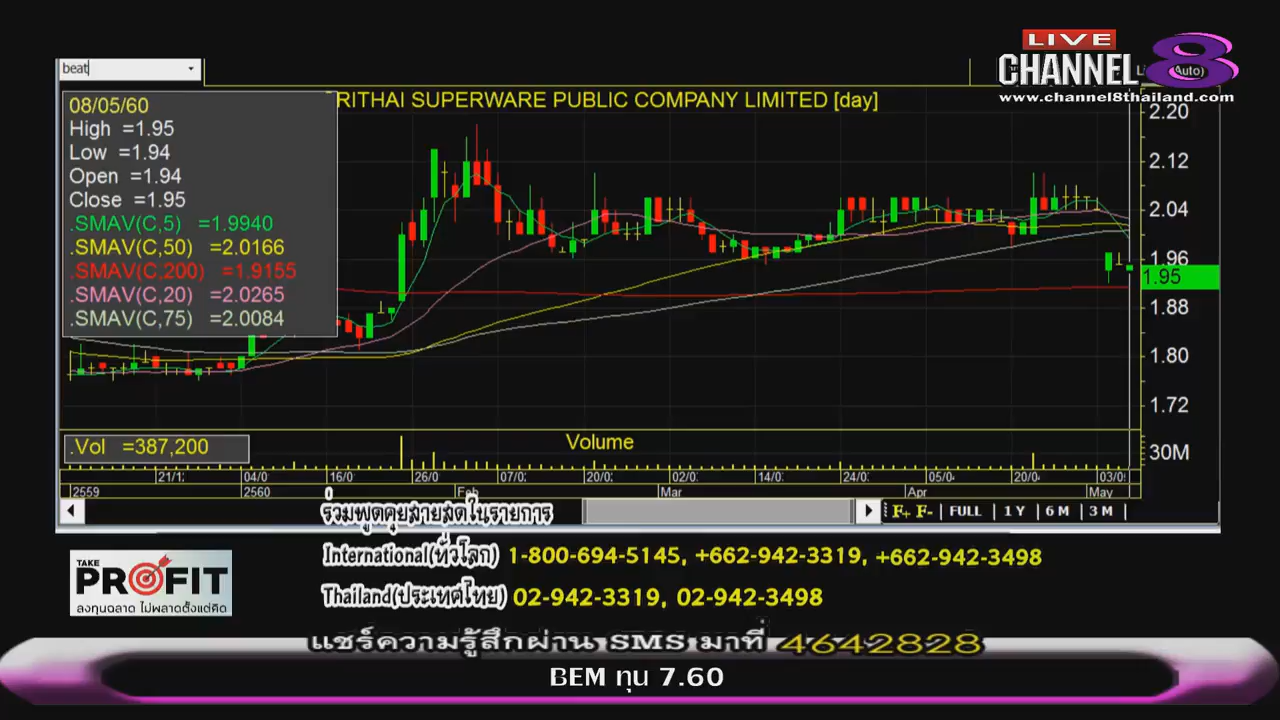 LIVE
CHANNEL 8
www.channel8thailand.com
beat
(Auto)
RITHAI SUPERWARE PUBLIC COMPANY LIMITED [day]
08/05/60
High =1.95
Low =1.94
Open =1.94
Close =1.95
.SMAV(C,5) =1.9940
.SMAV(C,50) =2.0166
.SMAV(C,200) =1.9155
.SMAV(C,20) =2.0265
.SMAV(C,75) =2.0084
2.20
2.12
2.04
1.96
1.95
1.88
1.80
1.72
.Vol =387,200
Volume
30M
21/1 04/0 16/0 26/0 07/0 20/0 02/0 14/0 24/0 05/0 20/0 03/0
2559 2560 Feb Mar Apr May
F+ F- FULL 1 Y 6 M 3 M
ร่วมพูดคุยสายสดในรายการ
International(ทั่วโลก) 1-800-694-5145, +662-942-3319, +662-942-3498
Thailand(ประเทศไทย) 02-942-3319, 02-942-3498
TAKE
PROFIT
ลงทุนฉลาด ไม่พลาดตั้งแต่คิด
แชร์ความรู้สึกผ่าน SMS มาที่ 4642828
BEM ทุน 7.60